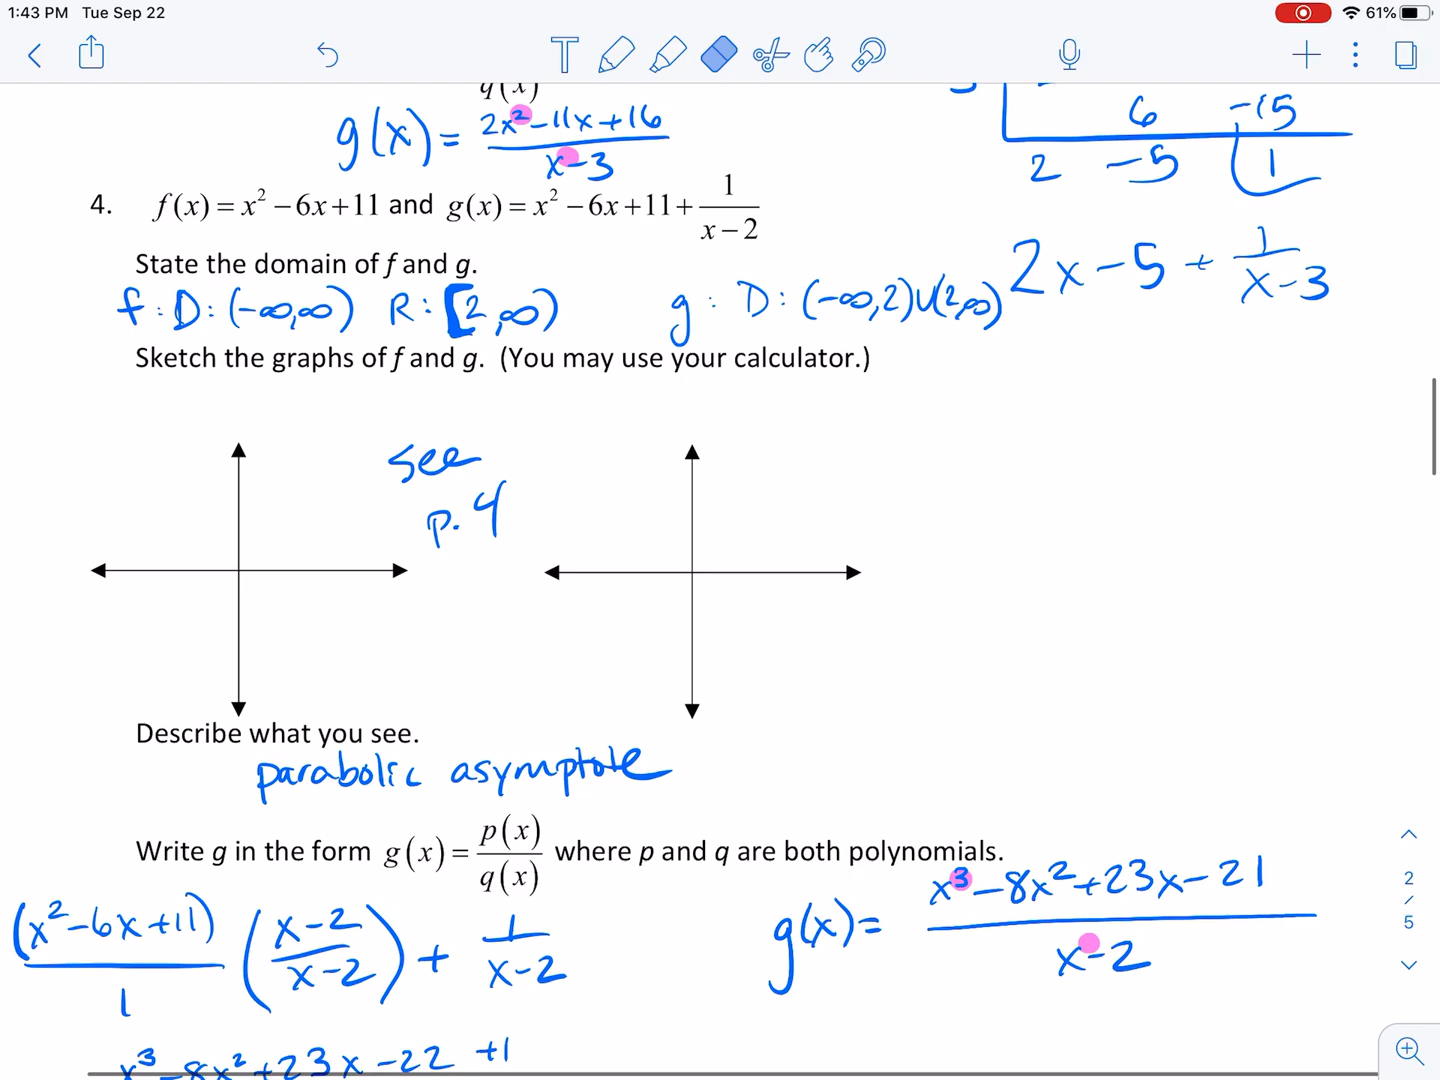 1:43 PM Tue Sep 22
61%
q(x)
g(x) = (2x² - 11x + 16)/(x - 3)
6 -15
2 -5 1
4. f(x) = x² − 6x + 11 and g(x) = x² − 6x + 11 + 1/(x − 2)
State the domain of f and g.
2x - 5 + 1/(x - 3)
f: D: (-∞,∞) R: [2,∞) g: D: (-∞,2)∪(2,∞)
Sketch the graphs of f and g. (You may use your calculator.)
see
p. 4
Describe what you see.
parabolic asymptote
Write g in the form g(x) = p(x)/q(x) where p and q are both polynomials.
g(x) = (x³ - 8x² + 23x - 21)/(x - 2)
(x² - 6x + 11)/1 ((x - 2)/(x - 2)) + 1/(x - 2)
x³ - 8x² + 23x - 22 + 1
2/5